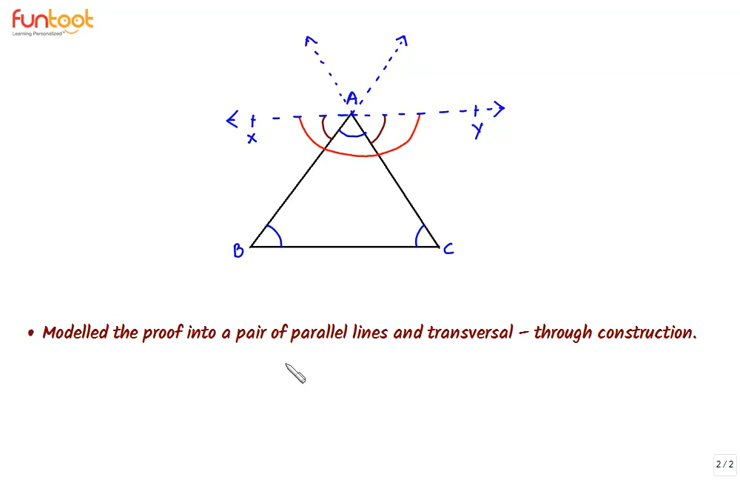 funtoot
Learning Personalized
A
x
y
B
C
• Modelled the proof into a pair of parallel lines and transversal – through construction.
2 / 2